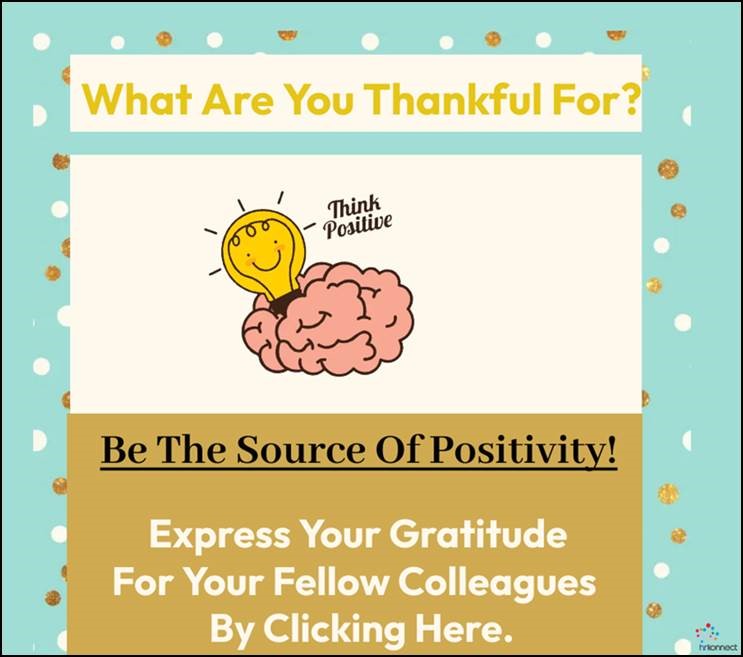 What Are You Thankful For?
Think
Positive
Be The Source Of Positivity!
Express Your Gratitude
For Your Fellow Colleagues
By Clicking Here.
hrkonnect